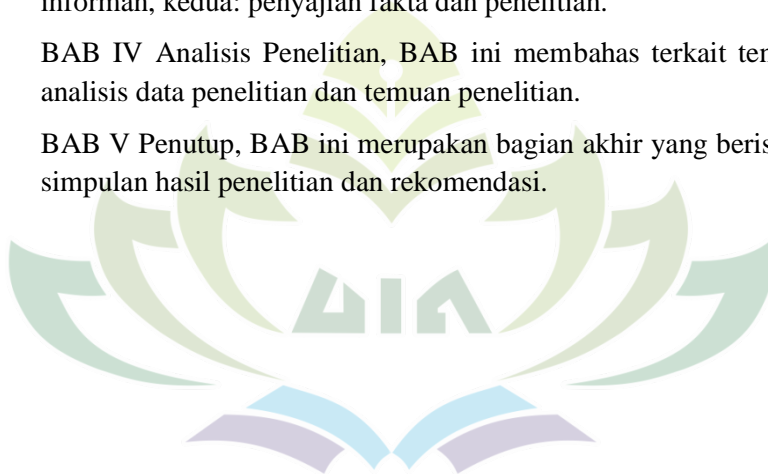 informan, kedua: penyajian fakta dan penelitian.
BAB IV Analisis Penelitian, BAB ini membahas terkait ten
analisis data penelitian dan temuan penelitian.
BAB V Penutup, BAB ini merupakan bagian akhir yang beris
simpulan hasil penelitian dan rekomendasi.
UIN